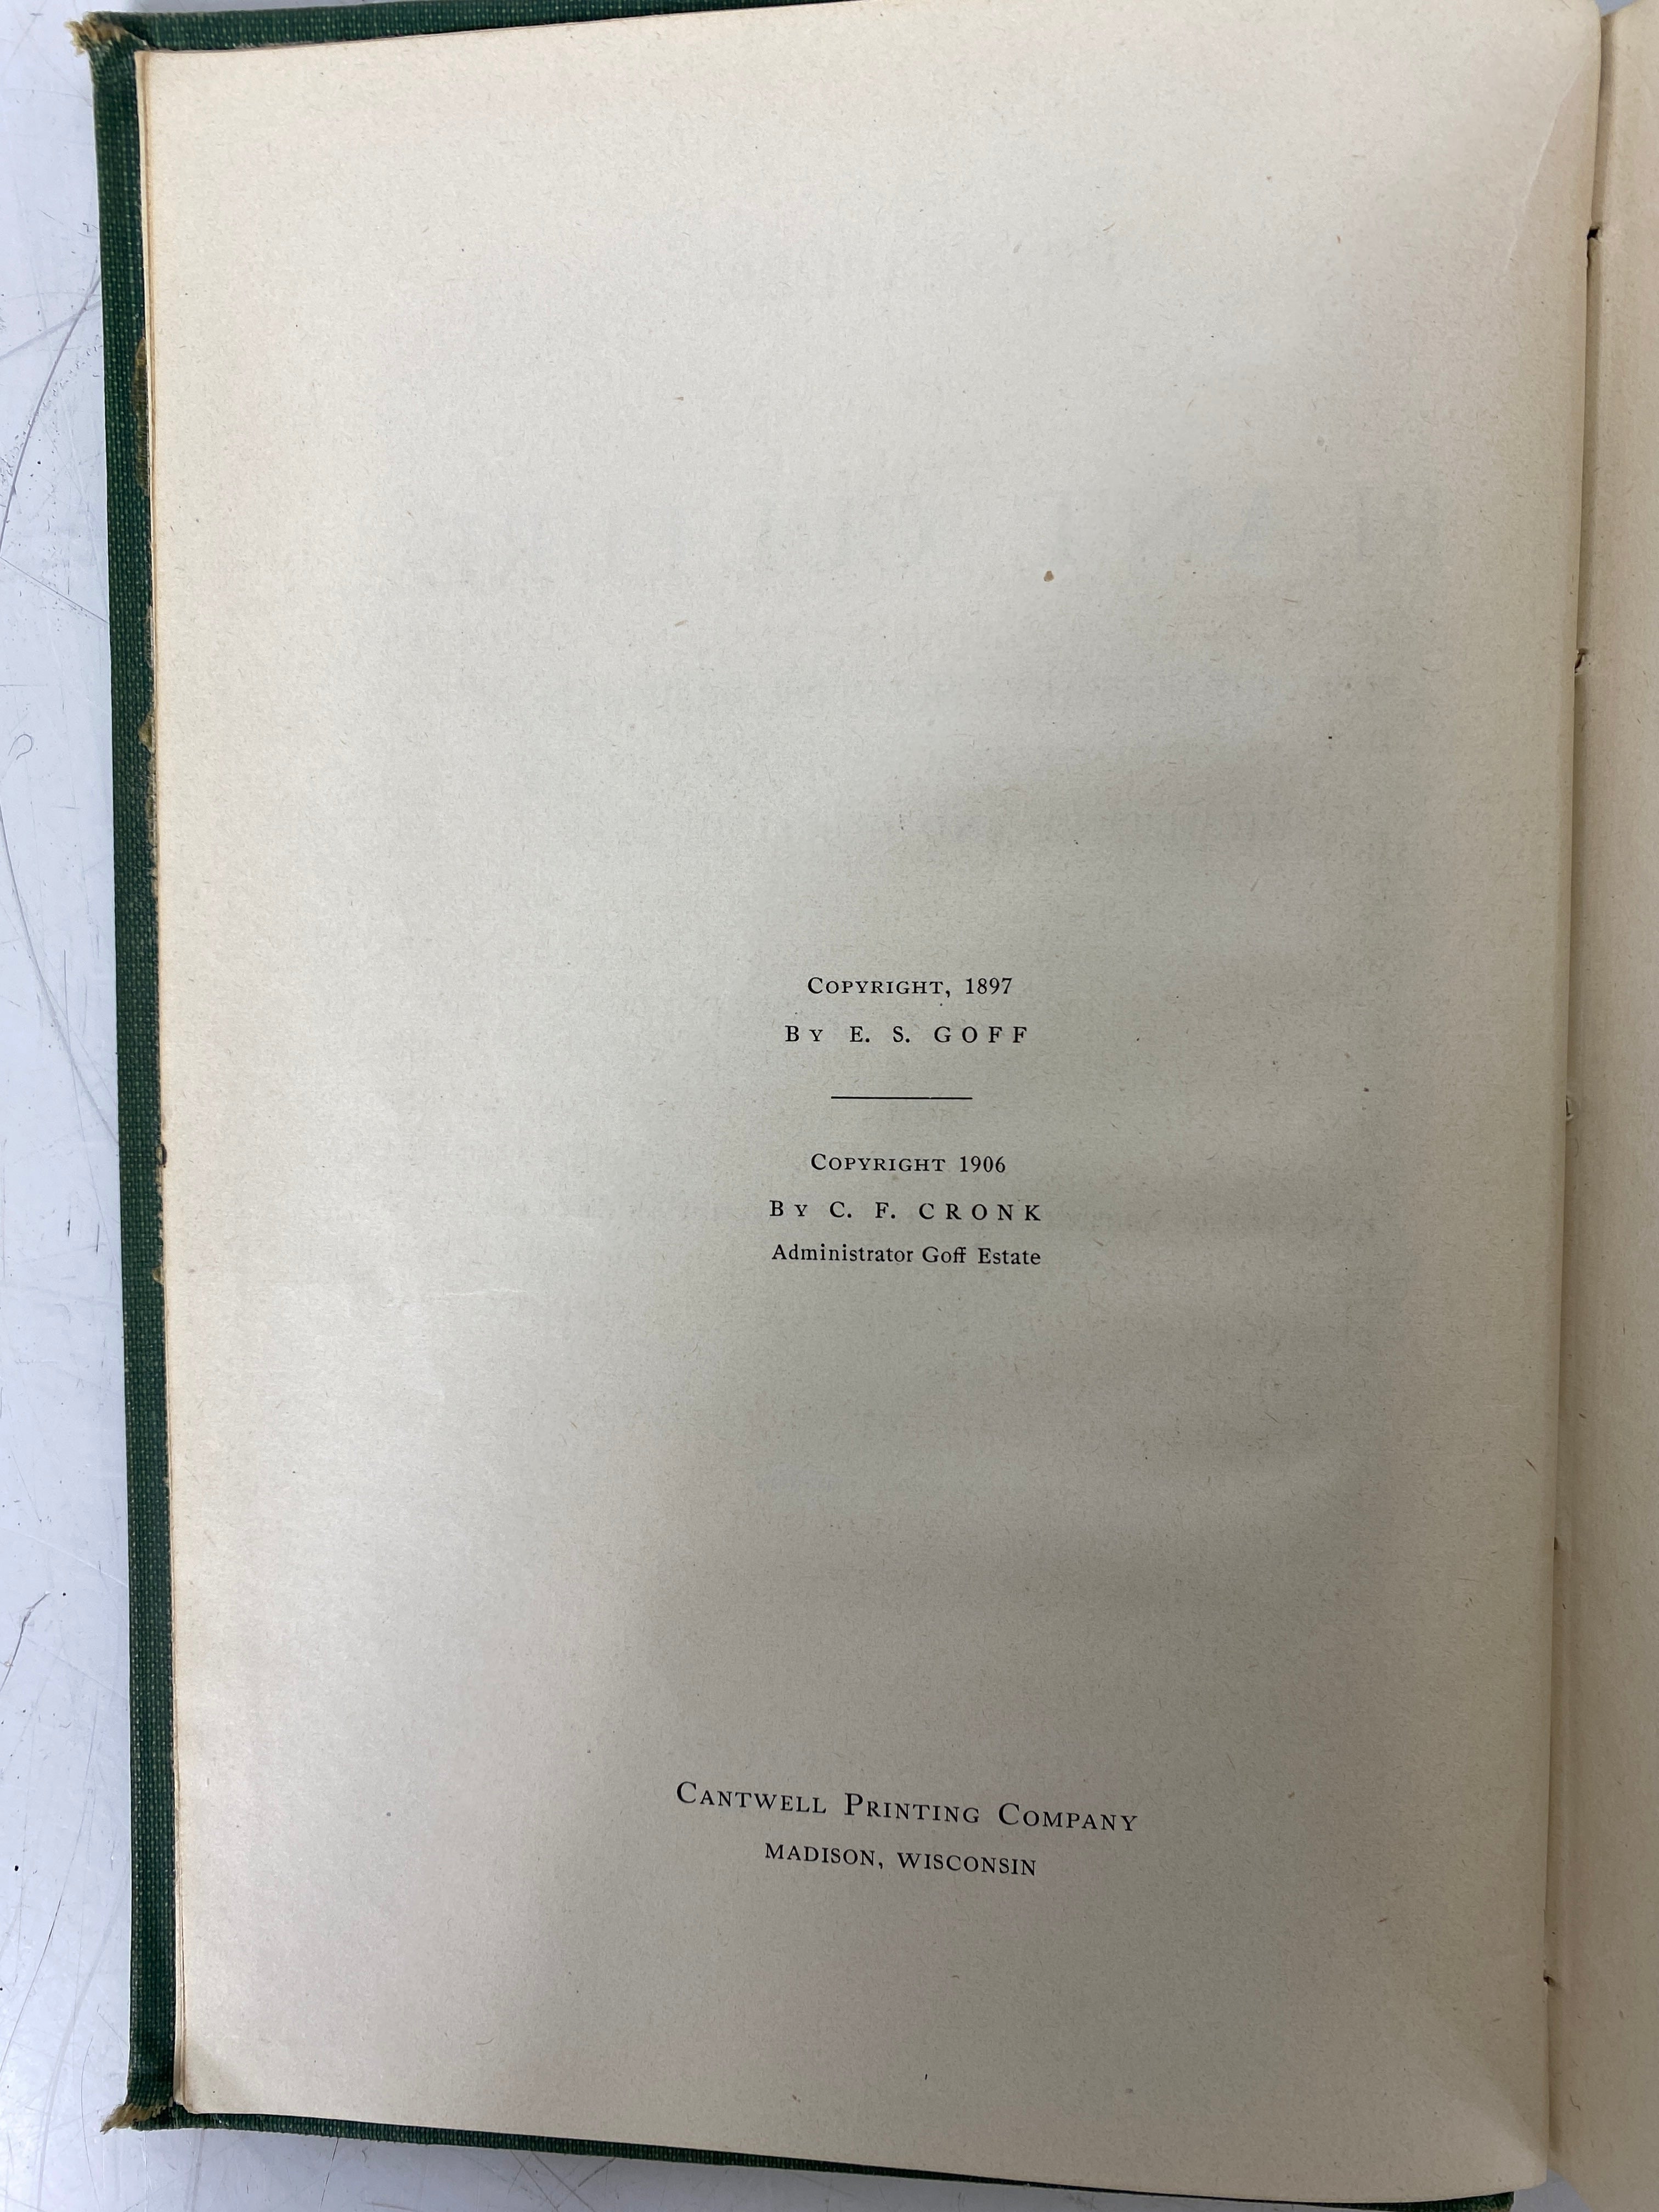 COPYRIGHT, 1897
BY E. S. GOFF
COPYRIGHT 1906
BY C. F. CRONK
Administrator Goff Estate
CANTWELL PRINTING COMPANY
MADISON, WISCONSIN